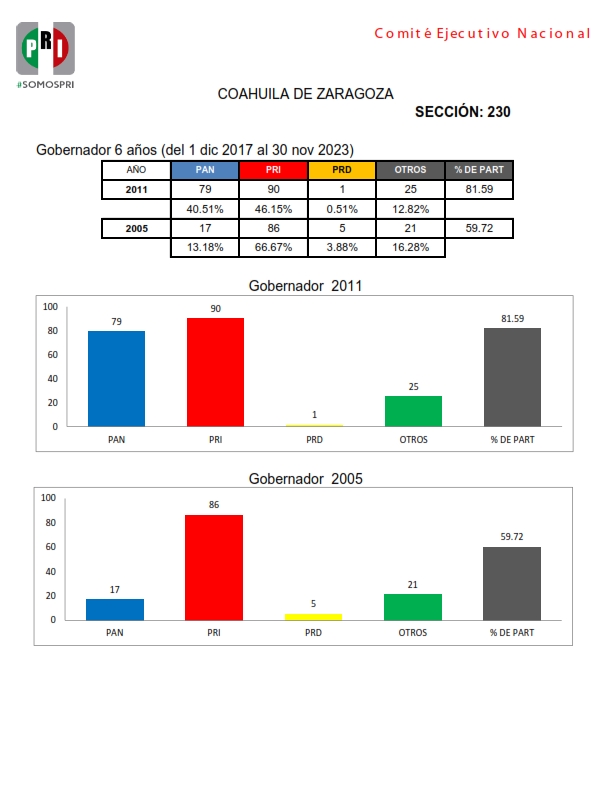 Comité Ejecutivo Nacional
PRI
#SOMOSPRI
COAHUILA DE ZARAGOZA
SECCIÓN: 230
Gobernador 6 años (del 1 dic 2017 al 30 nov 2023)
AÑO PAN PRI PRD OTROS % DE PART
2011 79 90 1 25 81.59
40.51% 46.15% 0.51% 12.82%
2005 17 86 5 21 59.72
13.18% 66.67% 3.88% 16.28%
Gobernador 2011
100
80
60
40
20
0
79 90 1 25 81.59
PAN PRI PRD OTROS % DE PART
Gobernador 2005
100
80
60
40
20
0
17 86 5 21 59.72
PAN PRI PRD OTROS % DE PART